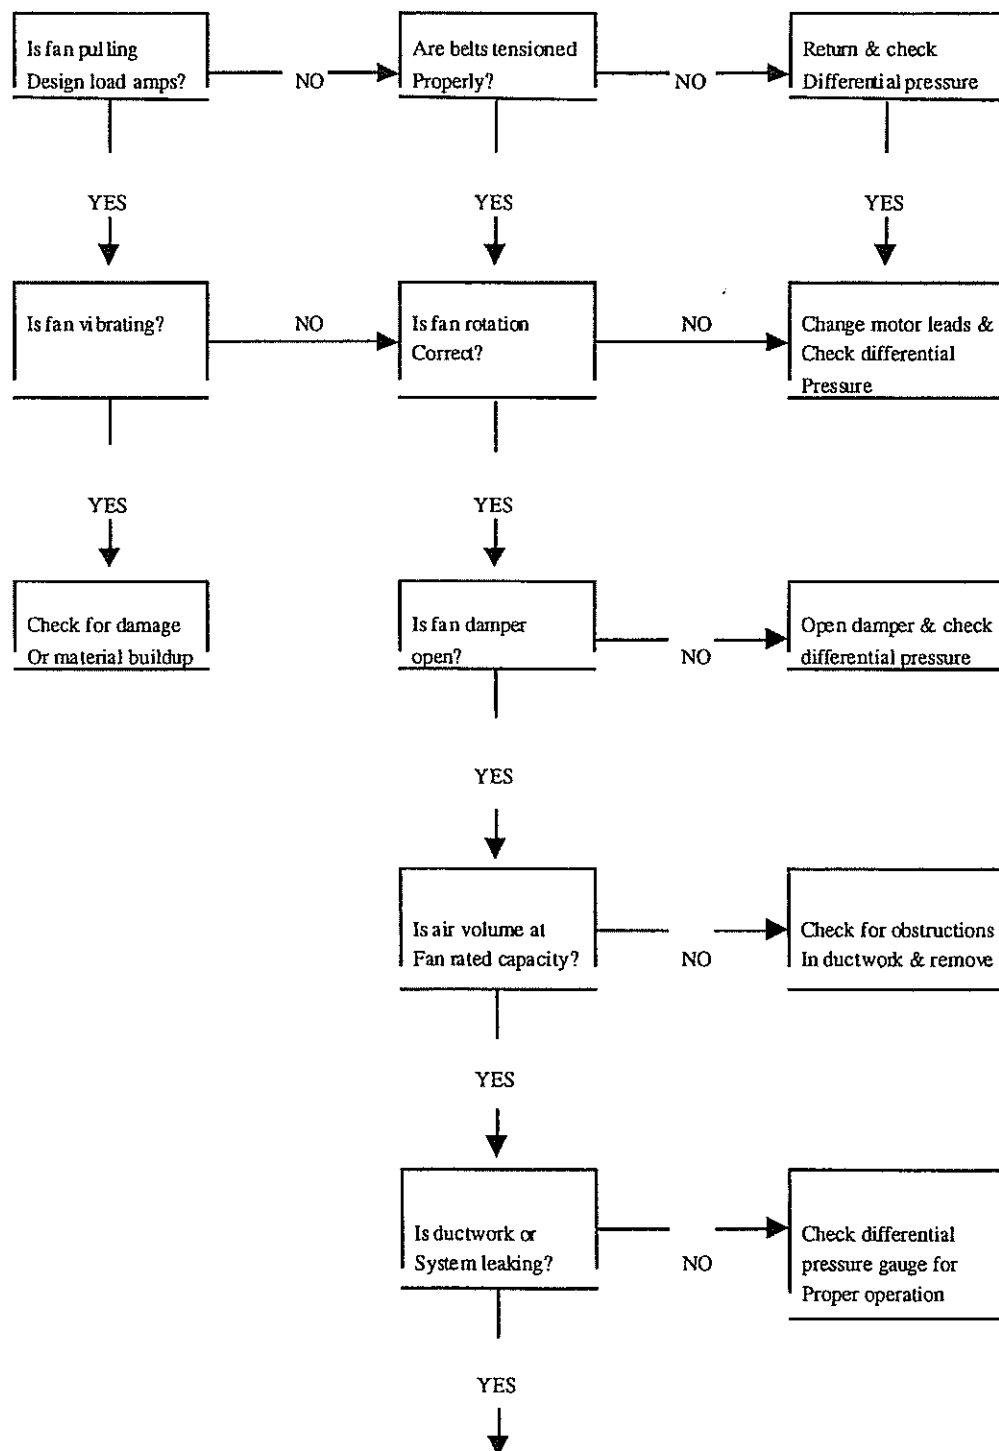 Is fan pulling
Design load amps?
NO
Are belts tensioned
Properly?
NO
Return & check
Differential pressure
YES
YES
YES
Is fan vibrating?
NO
Is fan rotation
Correct?
NO
Change motor leads &
Check differential
Pressure
YES
YES
Check for damage
Or material buildup
Is fan damper
open?
NO
Open damper & check
differential pressure
YES
Is air volume at
Fan rated capacity?
NO
Check for obstructions
In ductwork & remove
YES
Is ductwork or
System leaking?
NO
Check differential
pressure gauge for
Proper operation
YES